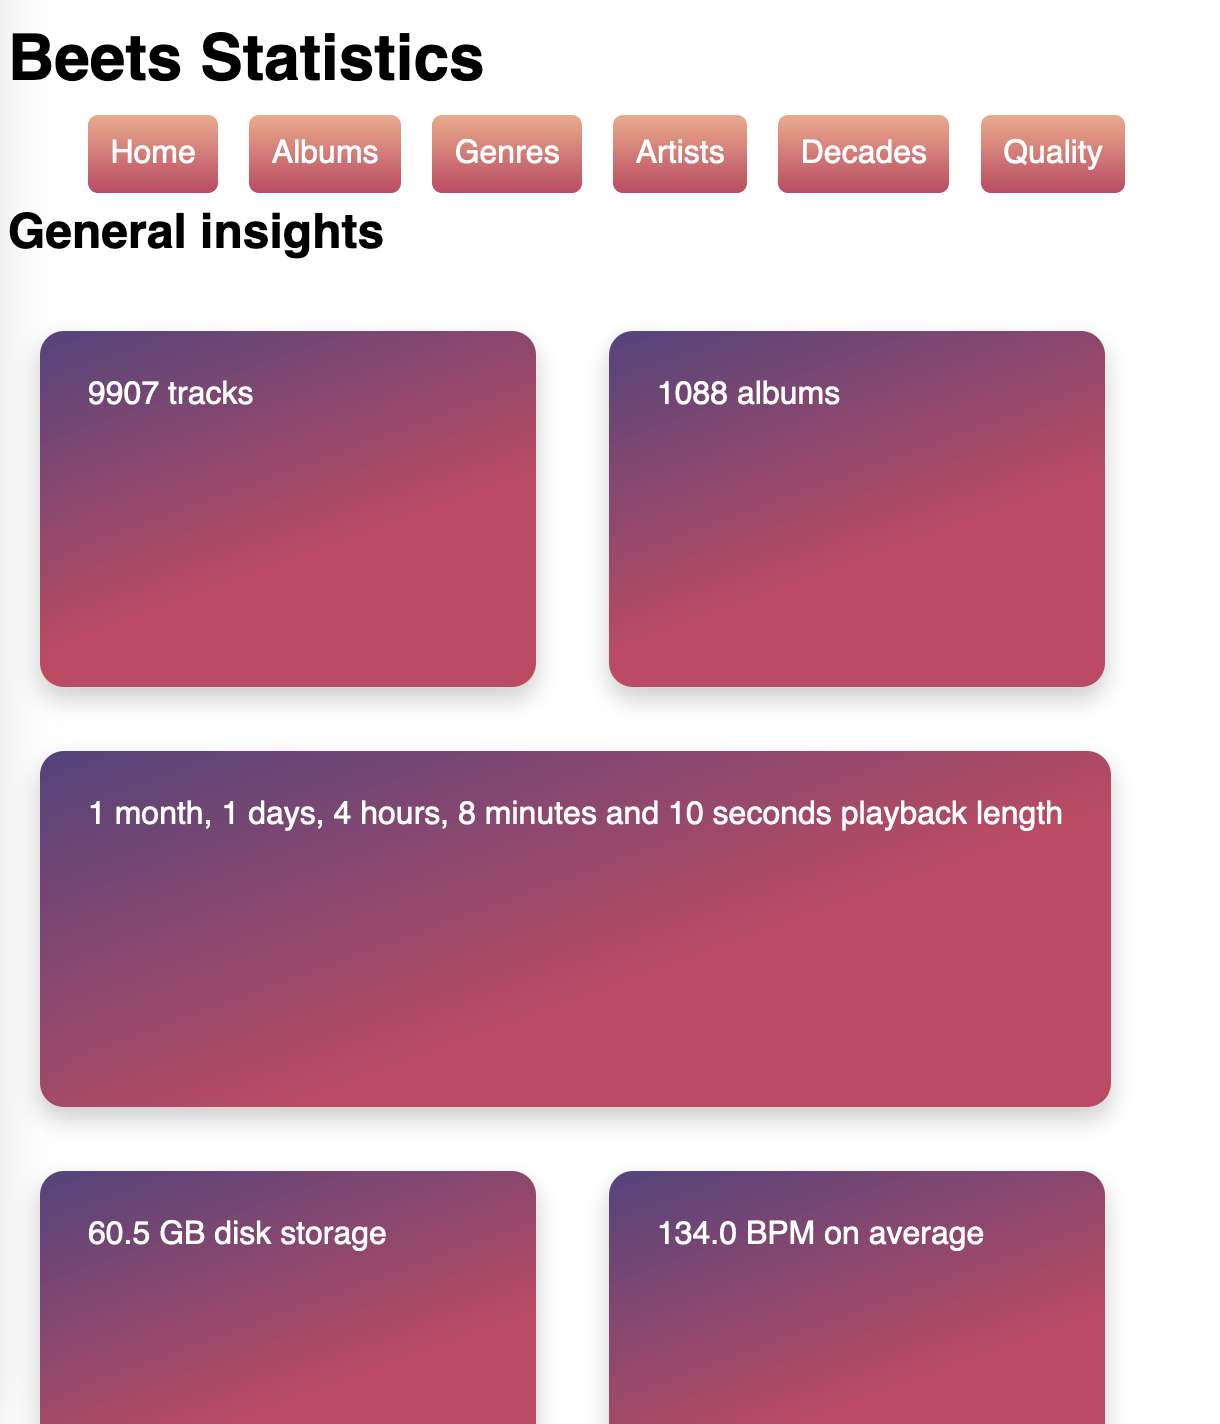 Beets Statistics
Home Albums Genres Artists Decades Quality
General insights
9907 tracks
1088 albums
1 month, 1 days, 4 hours, 8 minutes and 10 seconds playback length
60.5 GB disk storage
134.0 BPM on average